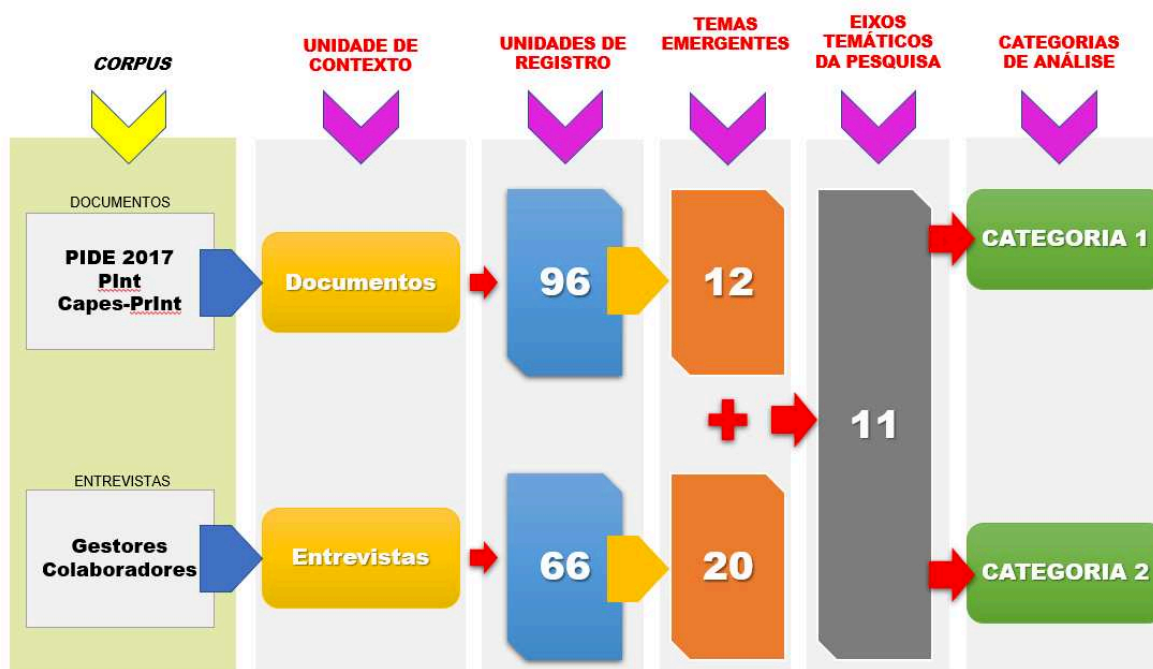 CORPUS
UNIDADE DE
CONTEXTO
UNIDADES DE
REGISTRO
TEMAS
EMERGENTES
EIXOS
TEMÁTICOS
DA PESQUISA
CATEGORIAS
DE ANÁLISE
DOCUMENTOS
PIDE 2017
PInt
Capes-PrInt
Documentos
96
12
CATEGORIA 1
11
ENTREVISTAS
Gestores
Colaboradores
Entrevistas
66
20
CATEGORIA 2